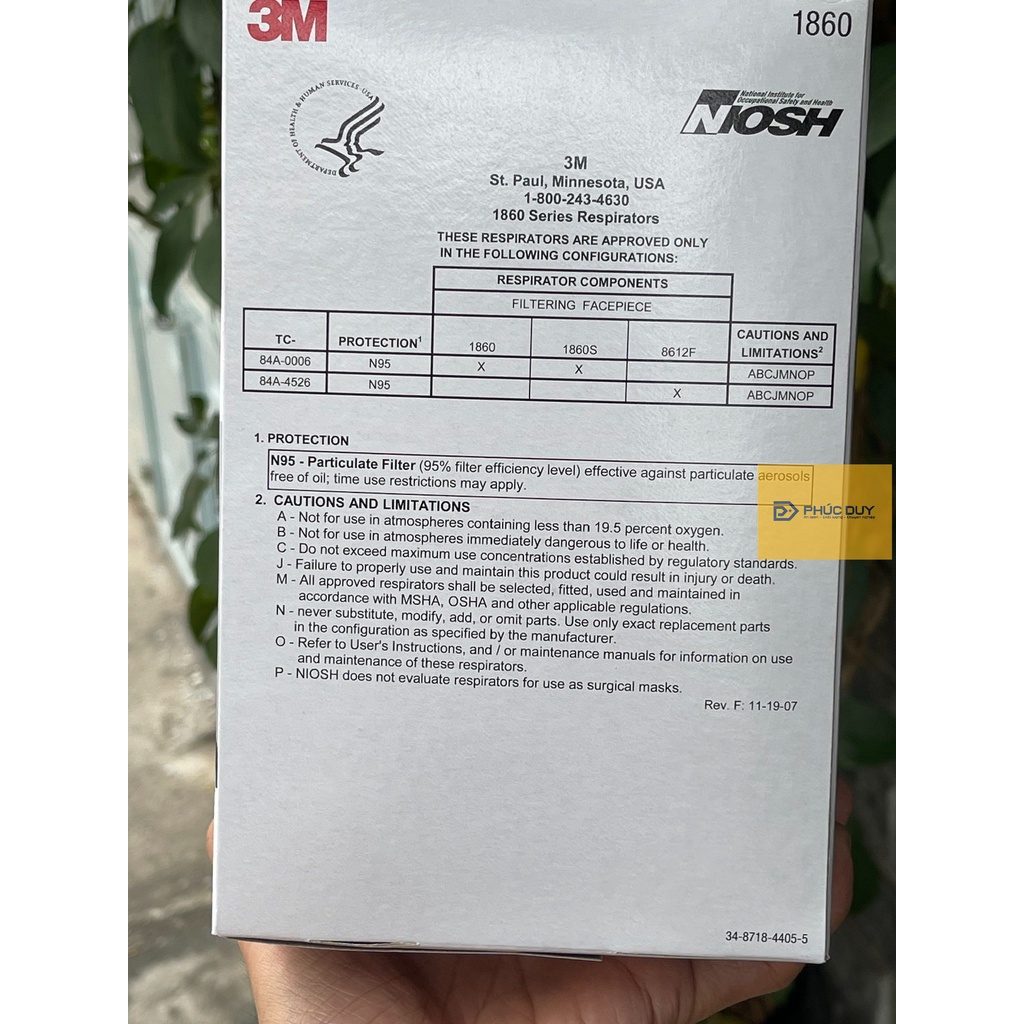 3M
1860
DEPARTMENT OF HEALTH & HUMAN SERVICES · USA
National Institute for
Occupational Safety and Health
NIOSH
3M
St. Paul, Minnesota, USA
1-800-243-4630
1860 Series Respirators
THESE RESPIRATORS ARE APPROVED ONLY
IN THE FOLLOWING CONFIGURATIONS:
RESPIRATOR COMPONENTS
FILTERING FACEPIECE
TC- PROTECTION¹ 1860 1860S 8612F CAUTIONS AND LIMITATIONS²
84A-0006 N95 X X ABCJMNOP
84A-4526 N95 X ABCJMNOP
1. PROTECTION
N95 - Particulate Filter (95% filter efficiency level) effective against particulate aerosols
free of oil; time use restrictions may apply.
2. CAUTIONS AND LIMITATIONS
A - Not for use in atmospheres containing less than 19.5 percent oxygen.
B - Not for use in atmospheres immediately dangerous to life or health.
C - Do not exceed maximum use concentrations established by regulatory standards.
J - Failure to properly use and maintain this product could result in injury or death.
M - All approved respirators shall be selected, fitted, used and maintained in
accordance with MSHA, OSHA and other applicable regulations.
N - never substitute, modify, add, or omit parts. Use only exact replacement parts
in the configuration as specified by the manufacturer.
O - Refer to User's Instructions, and / or maintenance manuals for information on use
and maintenance of these respirators.
P - NIOSH does not evaluate respirators for use as surgical masks.
Rev. F: 11-19-07
PHÚC DUY
34-8718-4405-5